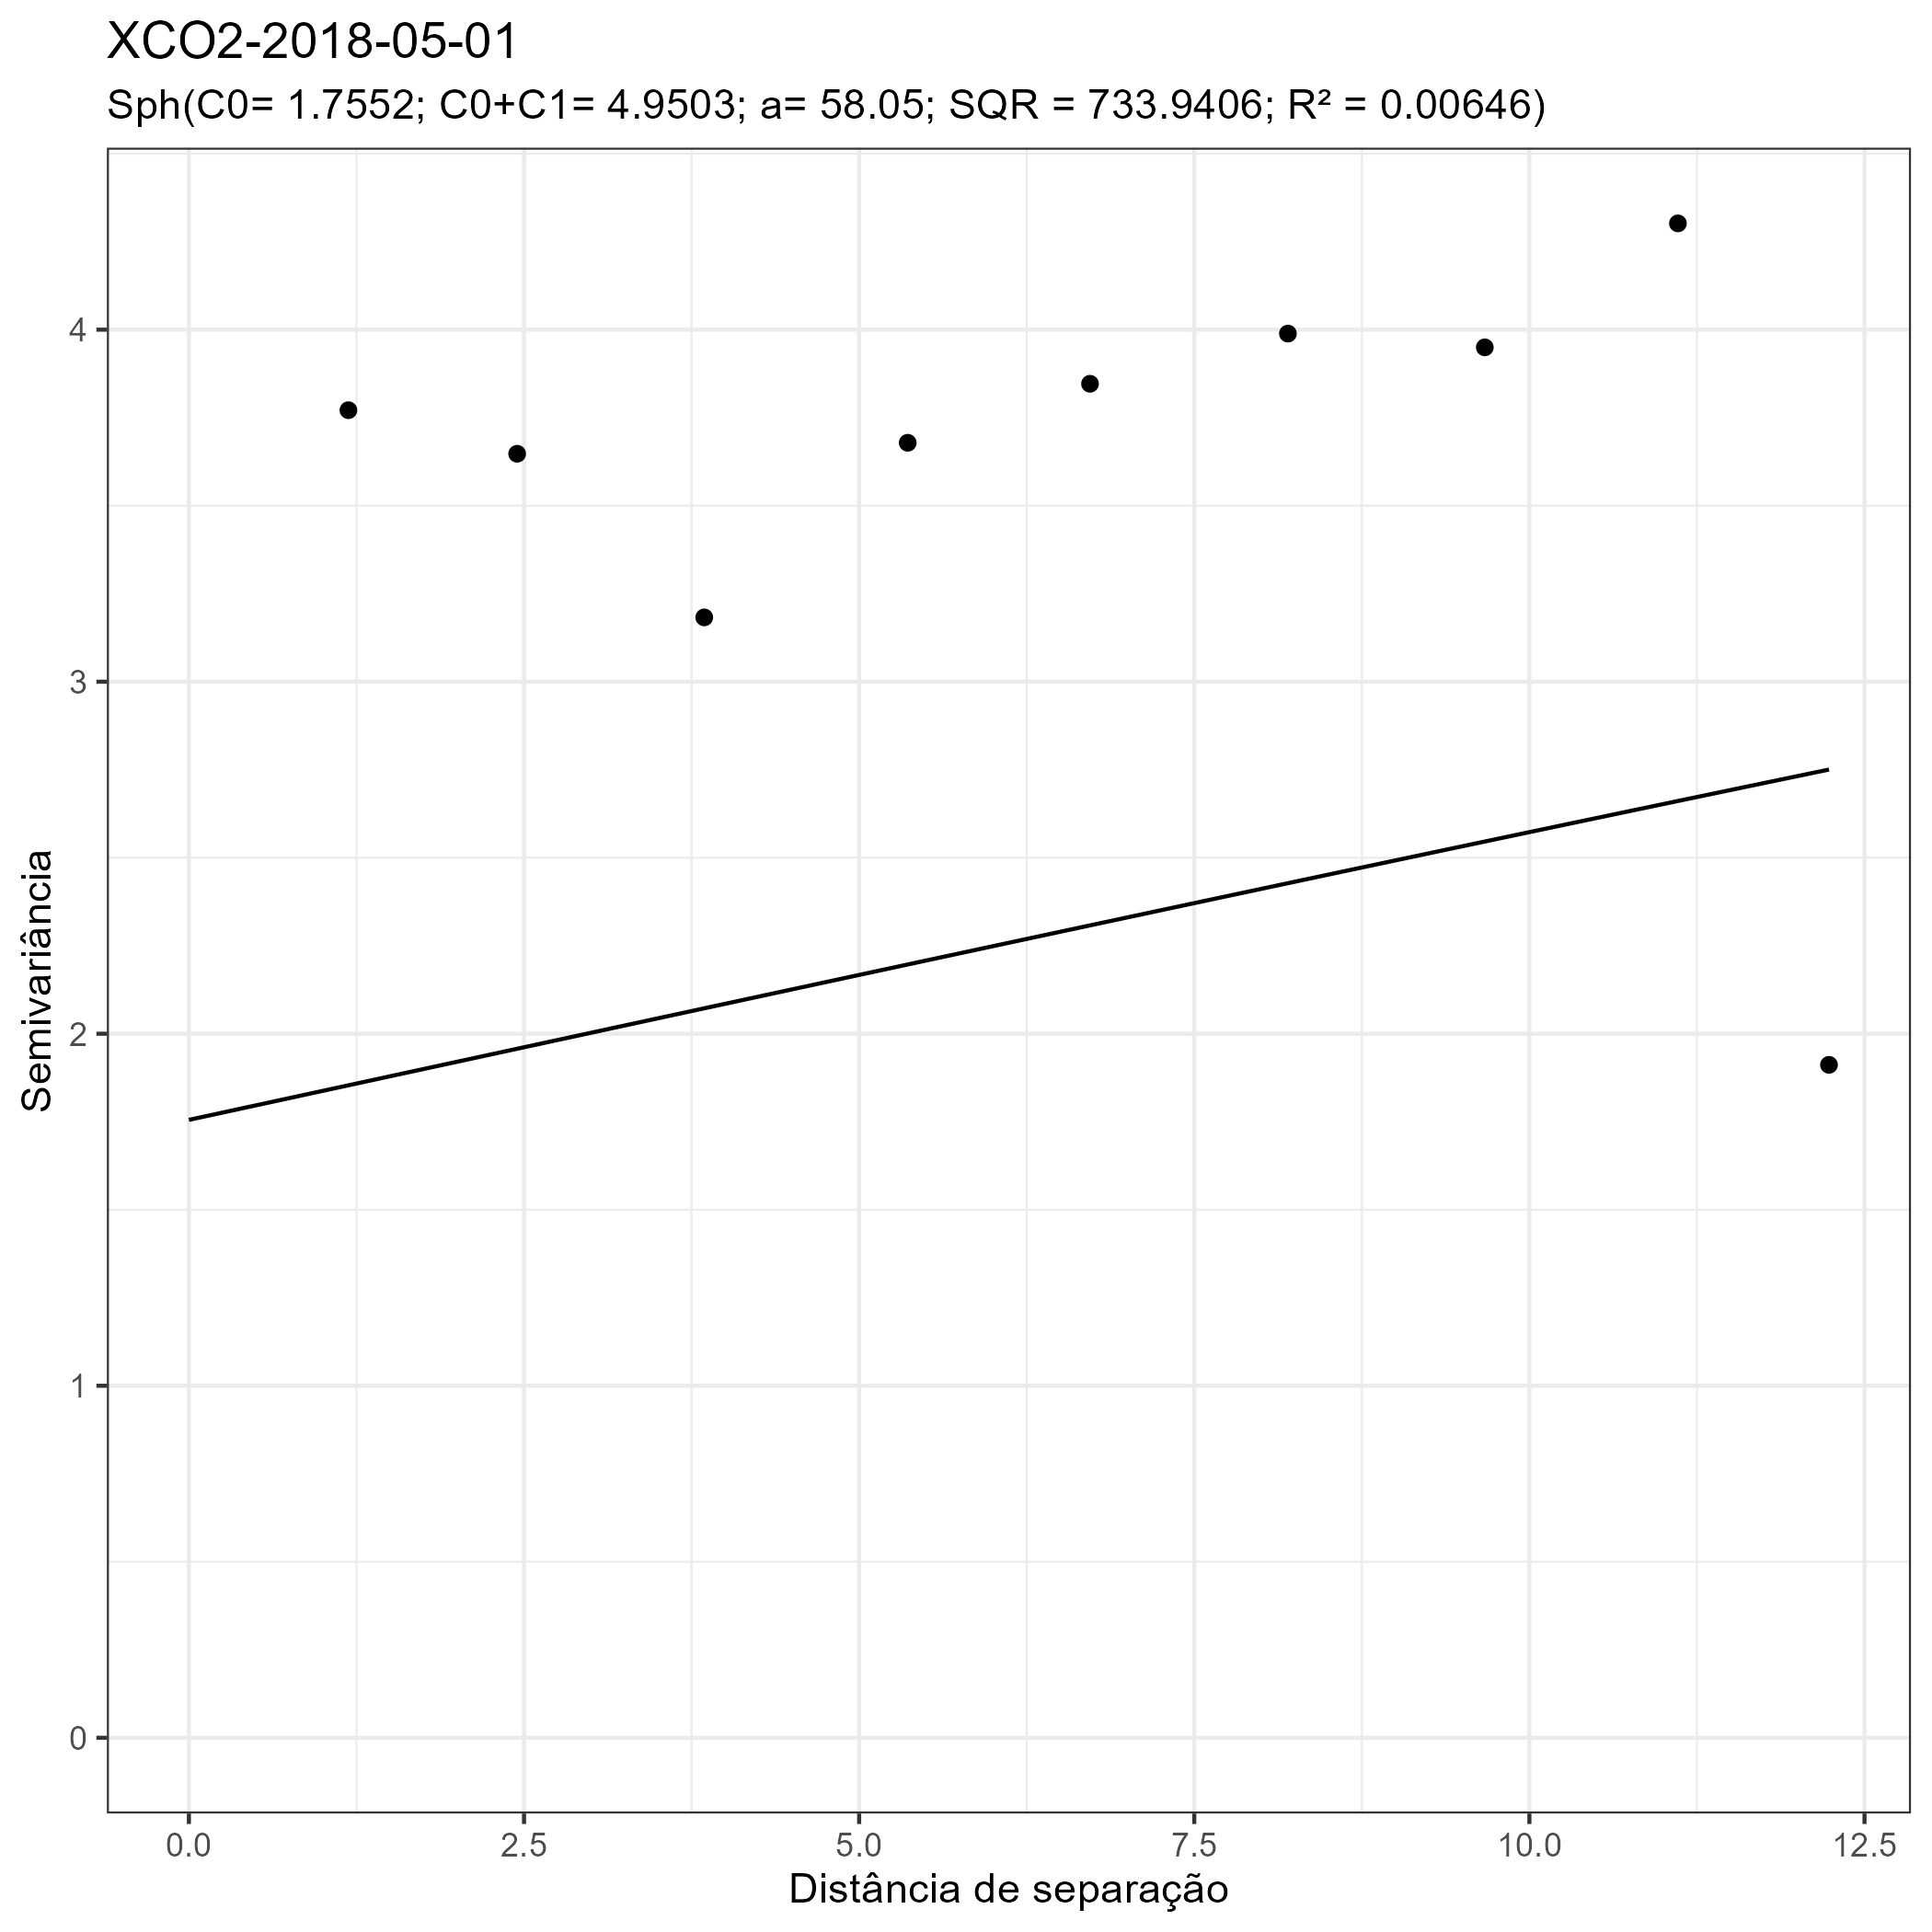 XCO2-2018-05-01
Sph(C0= 1.7552; C0+C1= 4.9503; a= 58.05; SQR = 733.9406; R² = 0.00646)
Semivariância
4
3
2
1
0
0.0 2.5 5.0 7.5 10.0 12.5
Distância de separação